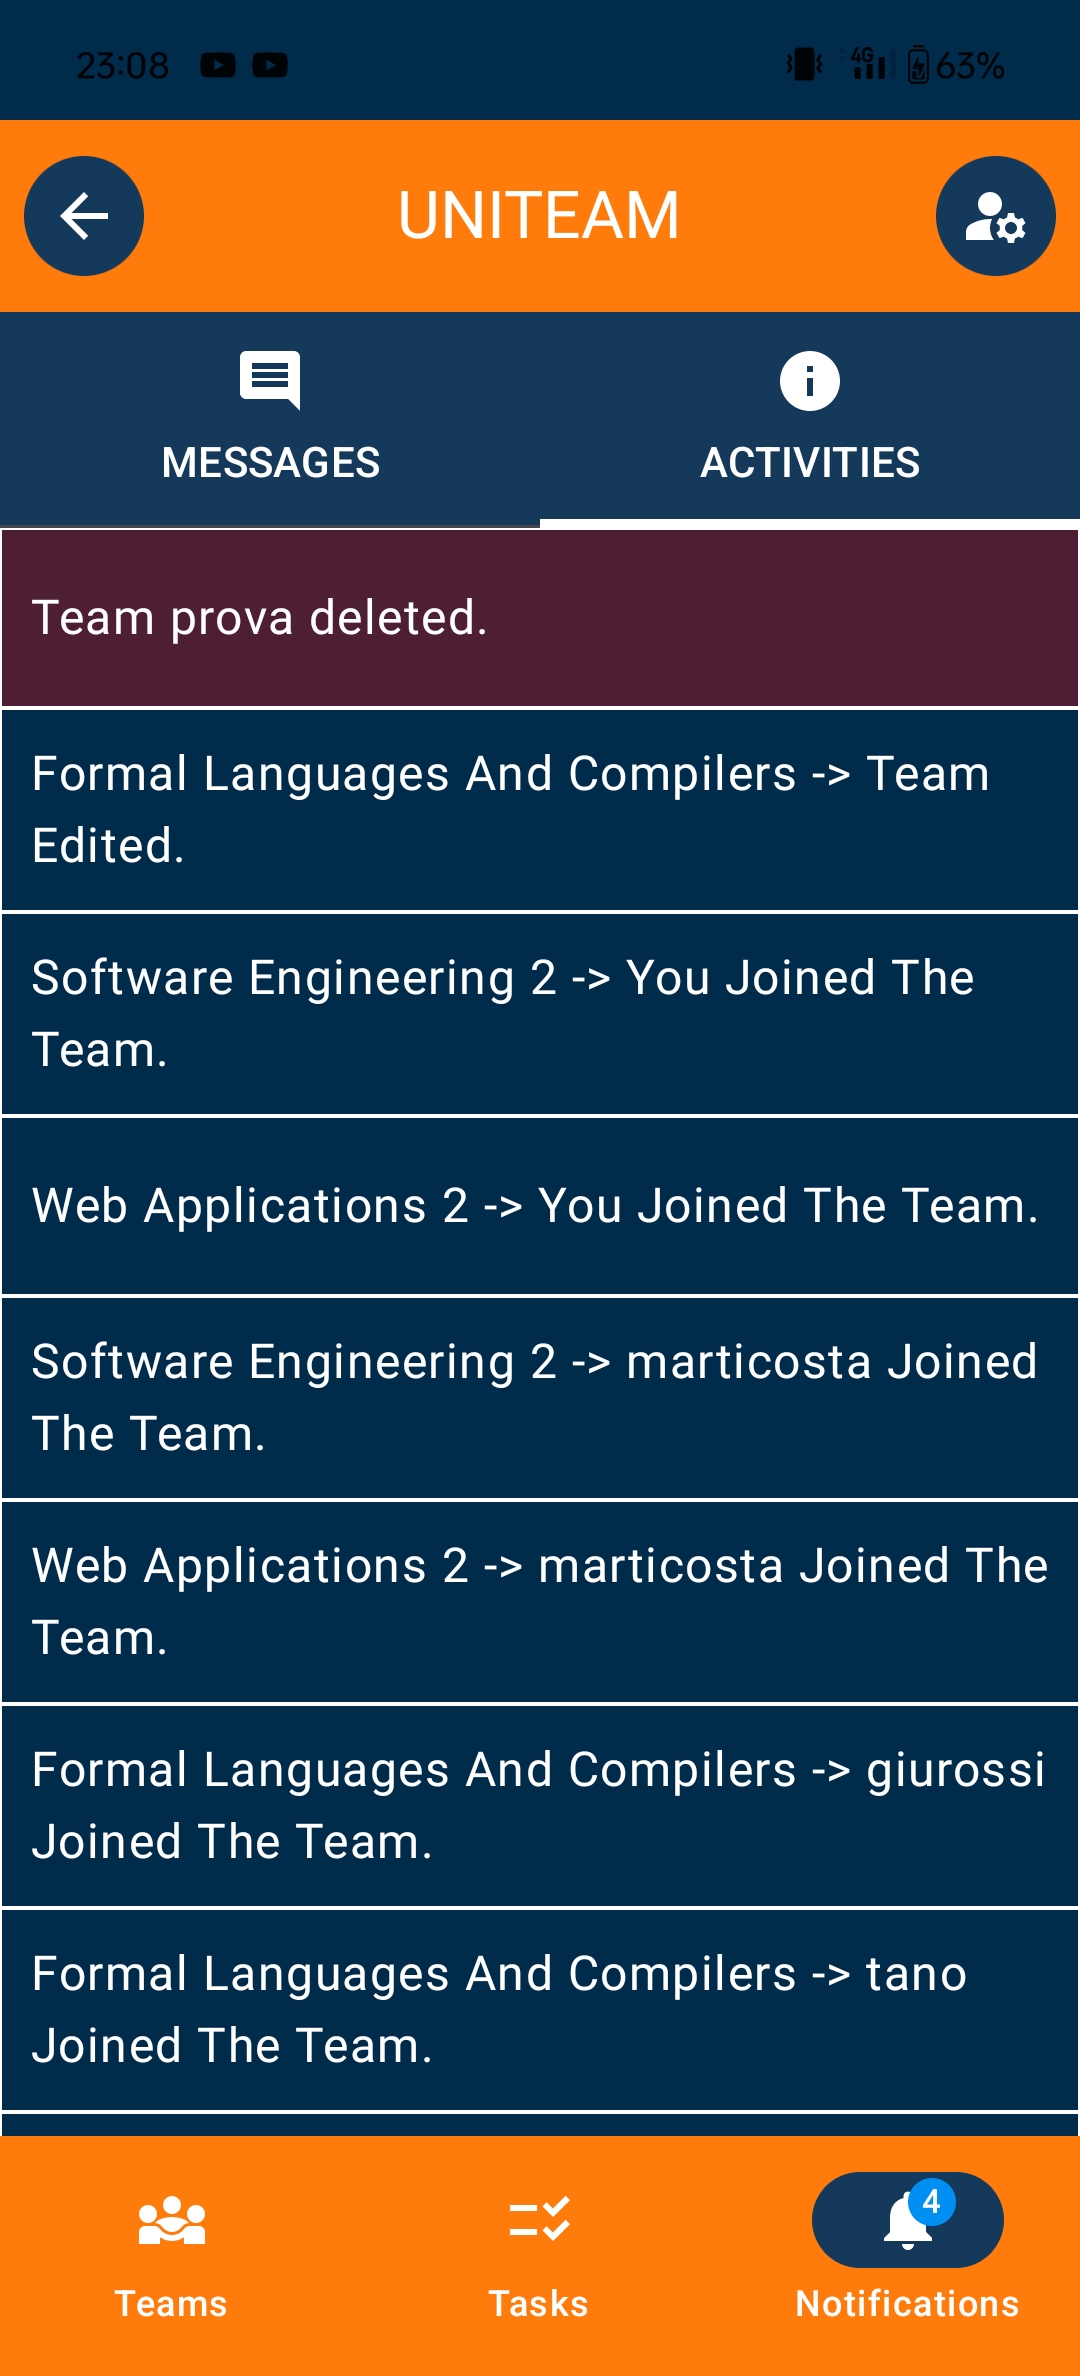 23:08
4G 63%
UNITEAM
MESSAGES
ACTIVITIES
Team prova deleted.
Formal Languages And Compilers -> Team
Edited.
Software Engineering 2 -> You Joined The
Team.
Web Applications 2 -> You Joined The Team.
Software Engineering 2 -> marticosta Joined
The Team.
Web Applications 2 -> marticosta Joined The
Team.
Formal Languages And Compilers -> giurossi
Joined The Team.
Formal Languages And Compilers -> tano
Joined The Team.
4
Teams
Tasks
Notifications